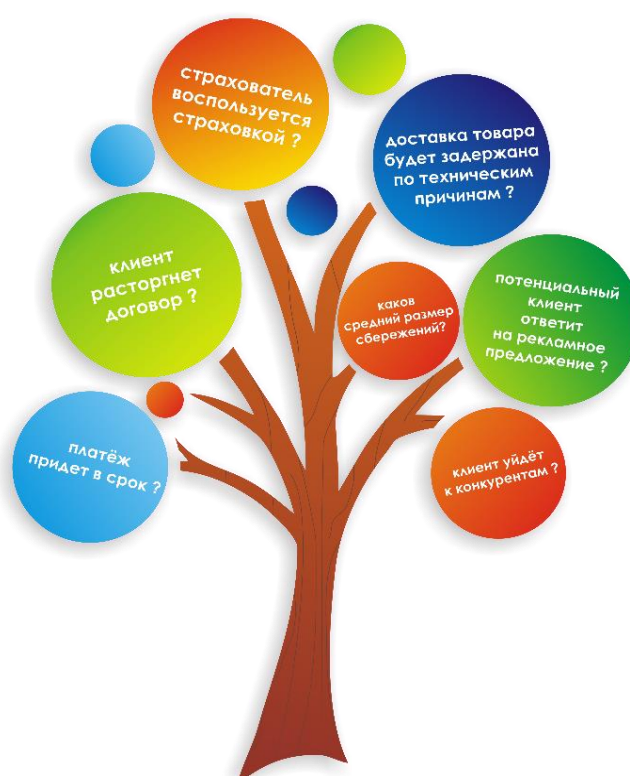 страхователь
воспользуется
страховкой ?
доставка товара
будет задержана
по техническим
причинам ?
клиент
расторгнет
договор ?
каков
средний размер
сбережений?
потенциальный
клиент
ответит
на рекламное
предложение ?
платёж
придет в срок ?
клиент уйдёт
к конкурентам ?